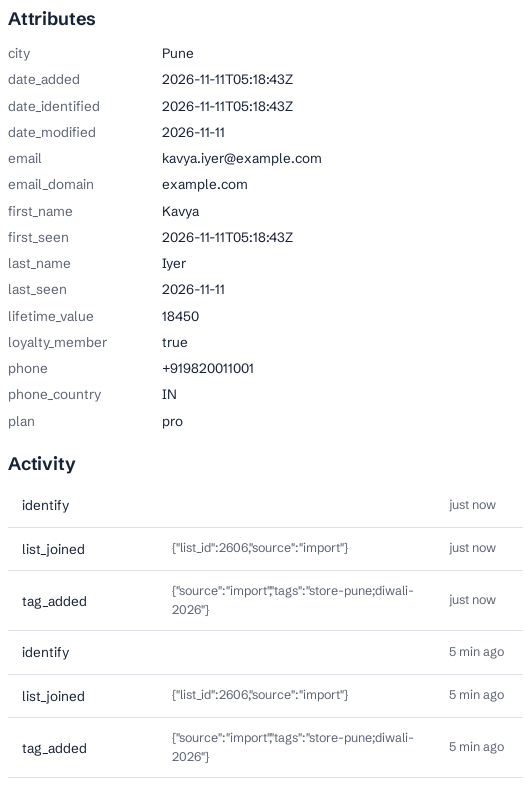 Attributes
city Pune
date_added 2026-11-11T05:18:43Z
date_identified 2026-11-11T05:18:43Z
date_modified 2026-11-11
email kavya.iyer@example.com
email_domain example.com
first_name Kavya
first_seen 2026-11-11T05:18:43Z
last_name Iyer
last_seen 2026-11-11
lifetime_value 18450
loyalty_member true
phone +919820011001
phone_country IN
plan pro
Activity
identify just now
list_joined {"list_id":2606,"source":"import"} just now
tag_added {"source":"import","tags":"store-pune;diwali-
2026"} just now
identify 5 min ago
list_joined {"list_id":2606,"source":"import"} 5 min ago
tag_added {"source":"import","tags":"store-pune;diwali-
2026"} 5 min ago